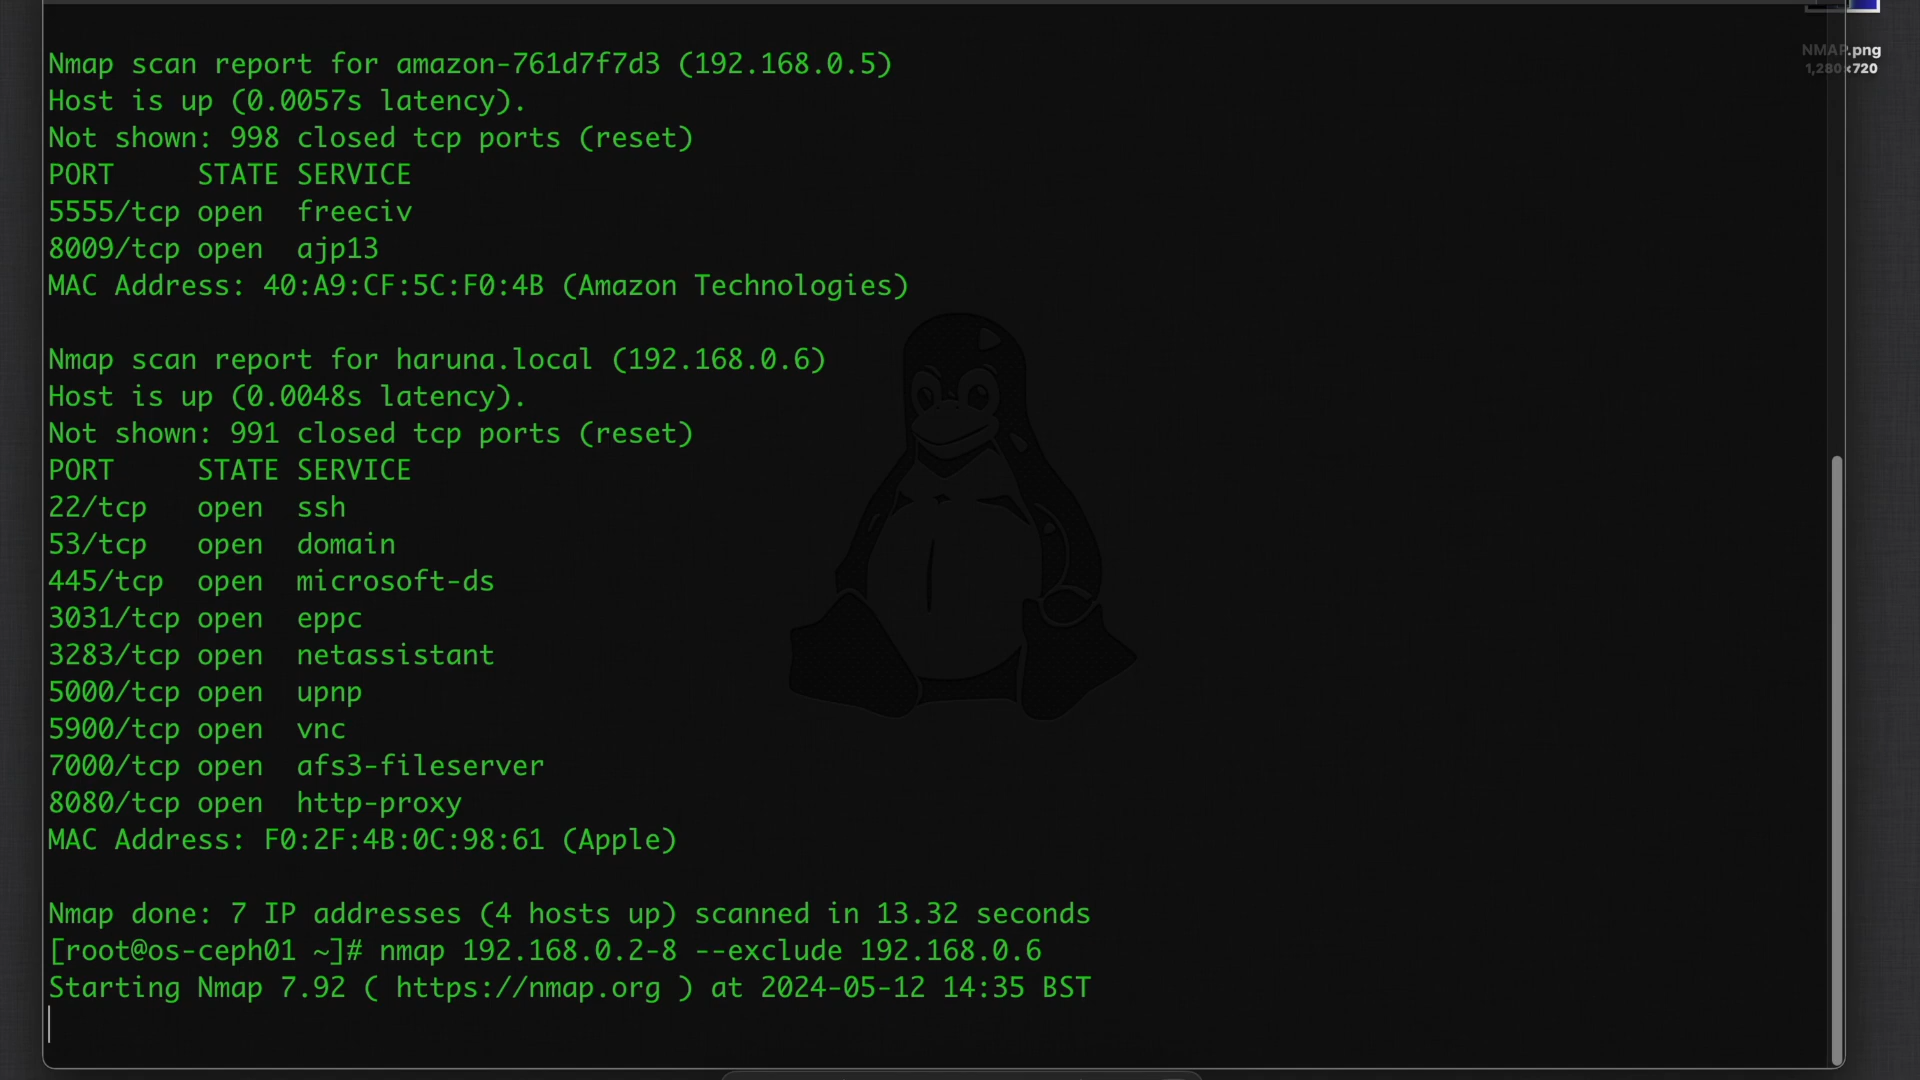 NMAP.png
1,280×720
Nmap scan report for amazon-761d7f7d3 (192.168.0.5)
Host is up (0.0057s latency).
Not shown: 998 closed tcp ports (reset)
PORT     STATE SERVICE
5555/tcp open  freeciv
8009/tcp open  ajp13
MAC Address: 40:A9:CF:5C:F0:4B (Amazon Technologies)

Nmap scan report for haruna.local (192.168.0.6)
Host is up (0.0048s latency).
Not shown: 991 closed tcp ports (reset)
PORT     STATE SERVICE
22/tcp   open  ssh
53/tcp   open  domain
445/tcp  open  microsoft-ds
3031/tcp open  eppc
3283/tcp open  netassistant
5000/tcp open  upnp
5900/tcp open  vnc
7000/tcp open  afs3-fileserver
8080/tcp open  http-proxy
MAC Address: F0:2F:4B:0C:98:61 (Apple)

Nmap done: 7 IP addresses (4 hosts up) scanned in 13.32 seconds
[root@os-ceph01 ~]# nmap 192.168.0.2-8 --exclude 192.168.0.6
Starting Nmap 7.92 ( https://nmap.org ) at 2024-05-12 14:35 BST